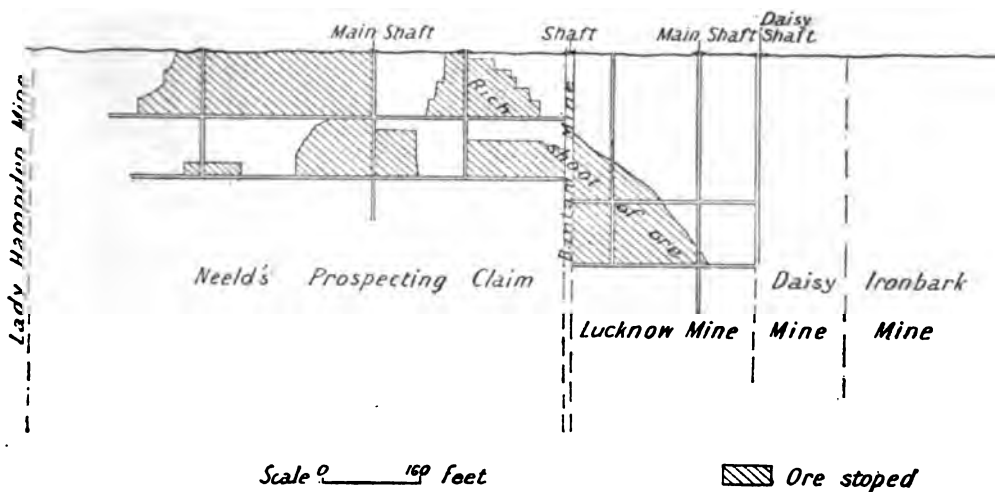 Main Shaft
Shaft
Main Shaft
Daisy
Shaft
Lady Hampden Mine
Rich shoot of ore
Mine
Neeld's Prospecting Claim
Daisy
Ironbark
Lucknow Mine
Mine
Mine
Scale 0 160 feet
Ore stoped